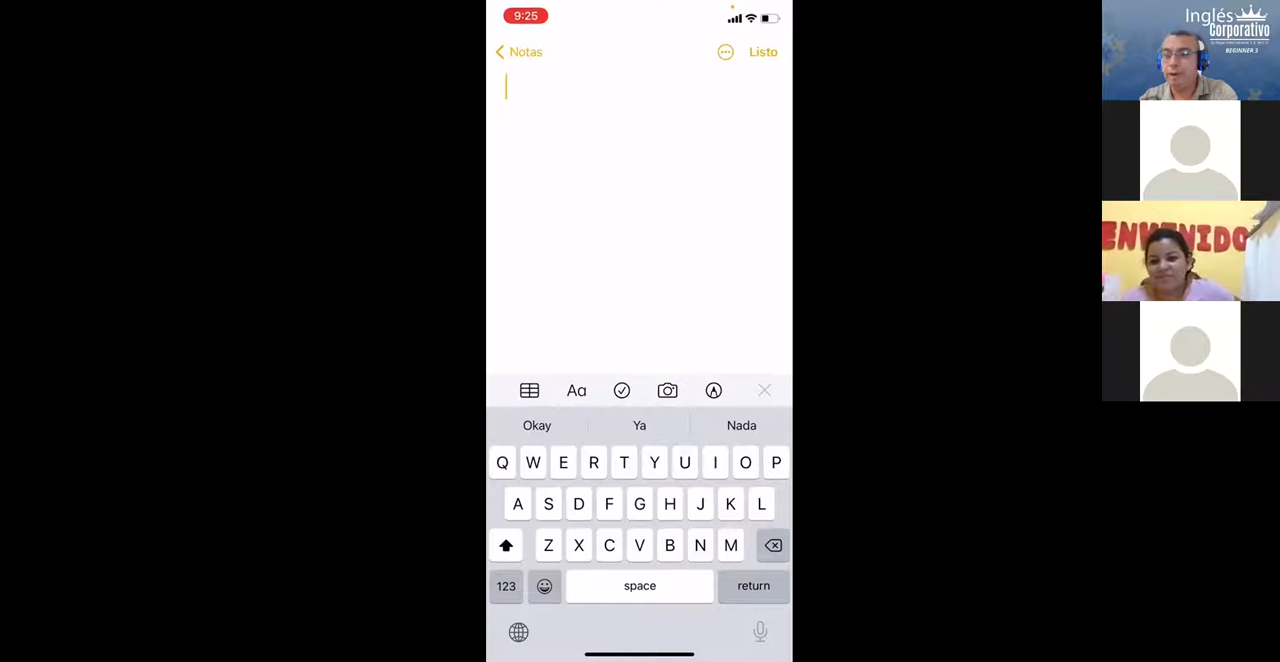 9:25
Notas
Listo
Okay
Ya
Nada
Q W E R T Y U I O P
A S D F G H J K L
Z X C V B N M
123
space
return
Aa
Inglés
Corporativo
BEGINNER 3
ENVENIDO